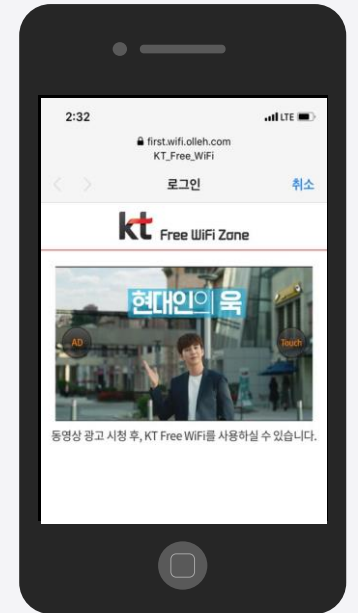 2:32
LTE
first.wifi.olleh.com
KT_Free_WiFi
로그인 취소
kt Free WiFi Zone
현대인의 욱
AD Touch
동영상 광고 시청 후, KT Free WiFi를 사용하실 수 있습니다.